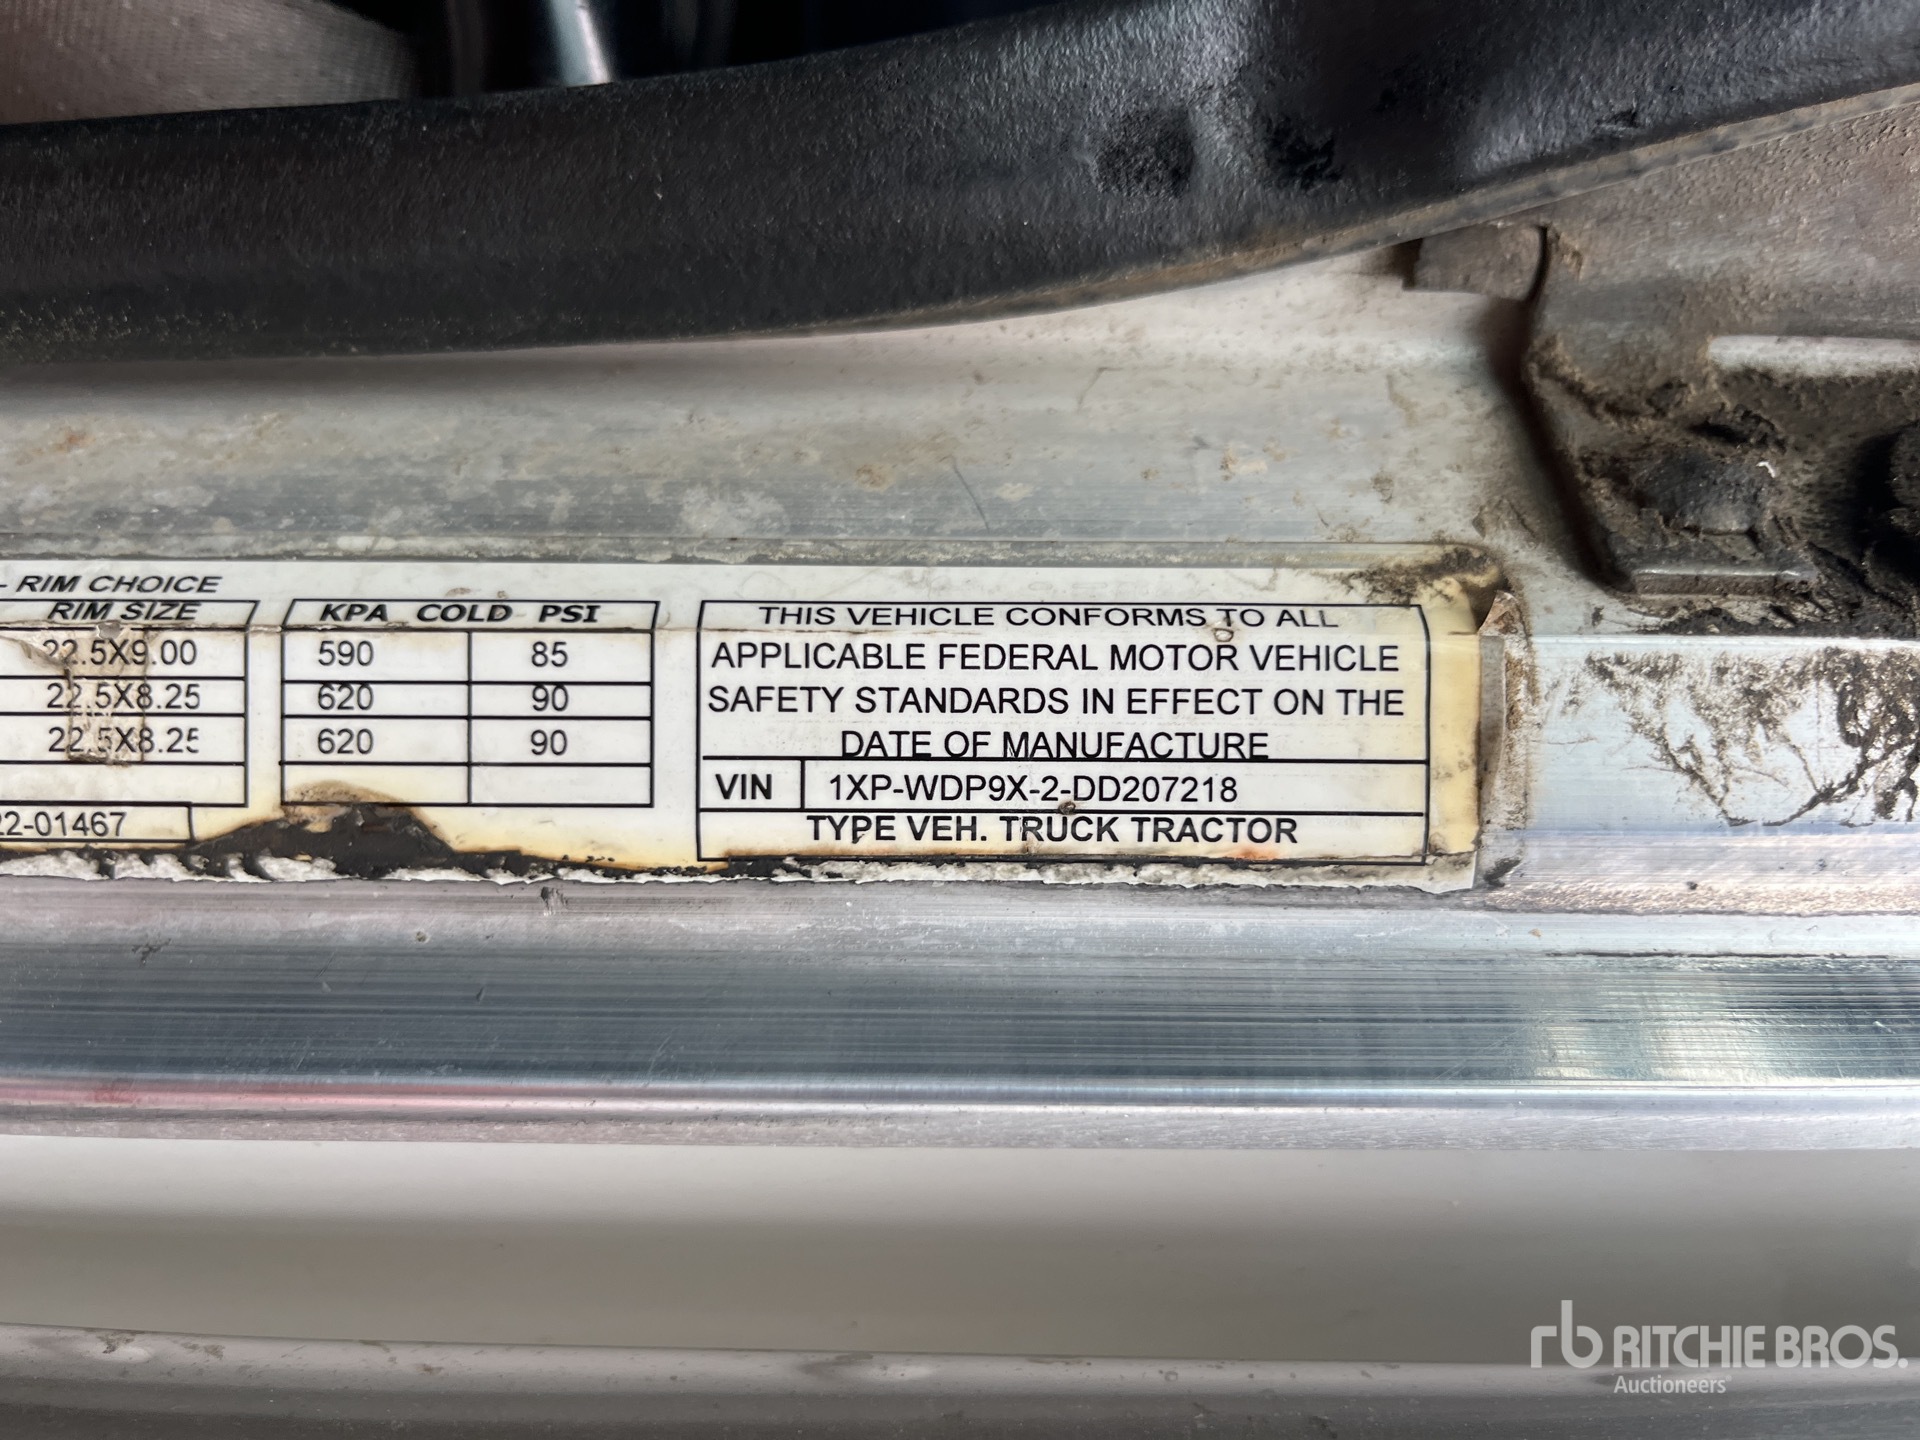 - RIM CHOICE
RIM SIZE
22.5X9.00
22.5X8.25
22.5X8.25
22-01467
KPA COLD PSI
590 85
620 90
620 90
THIS VEHICLE CONFORMS TO ALL
APPLICABLE FEDERAL MOTOR VEHICLE
SAFETY STANDARDS IN EFFECT ON THE
DATE OF MANUFACTURE
VIN 1XP-WDP9X-2-DD207218
TYPE VEH. TRUCK TRACTOR
rb RITCHIE BROS.
Auctioneers